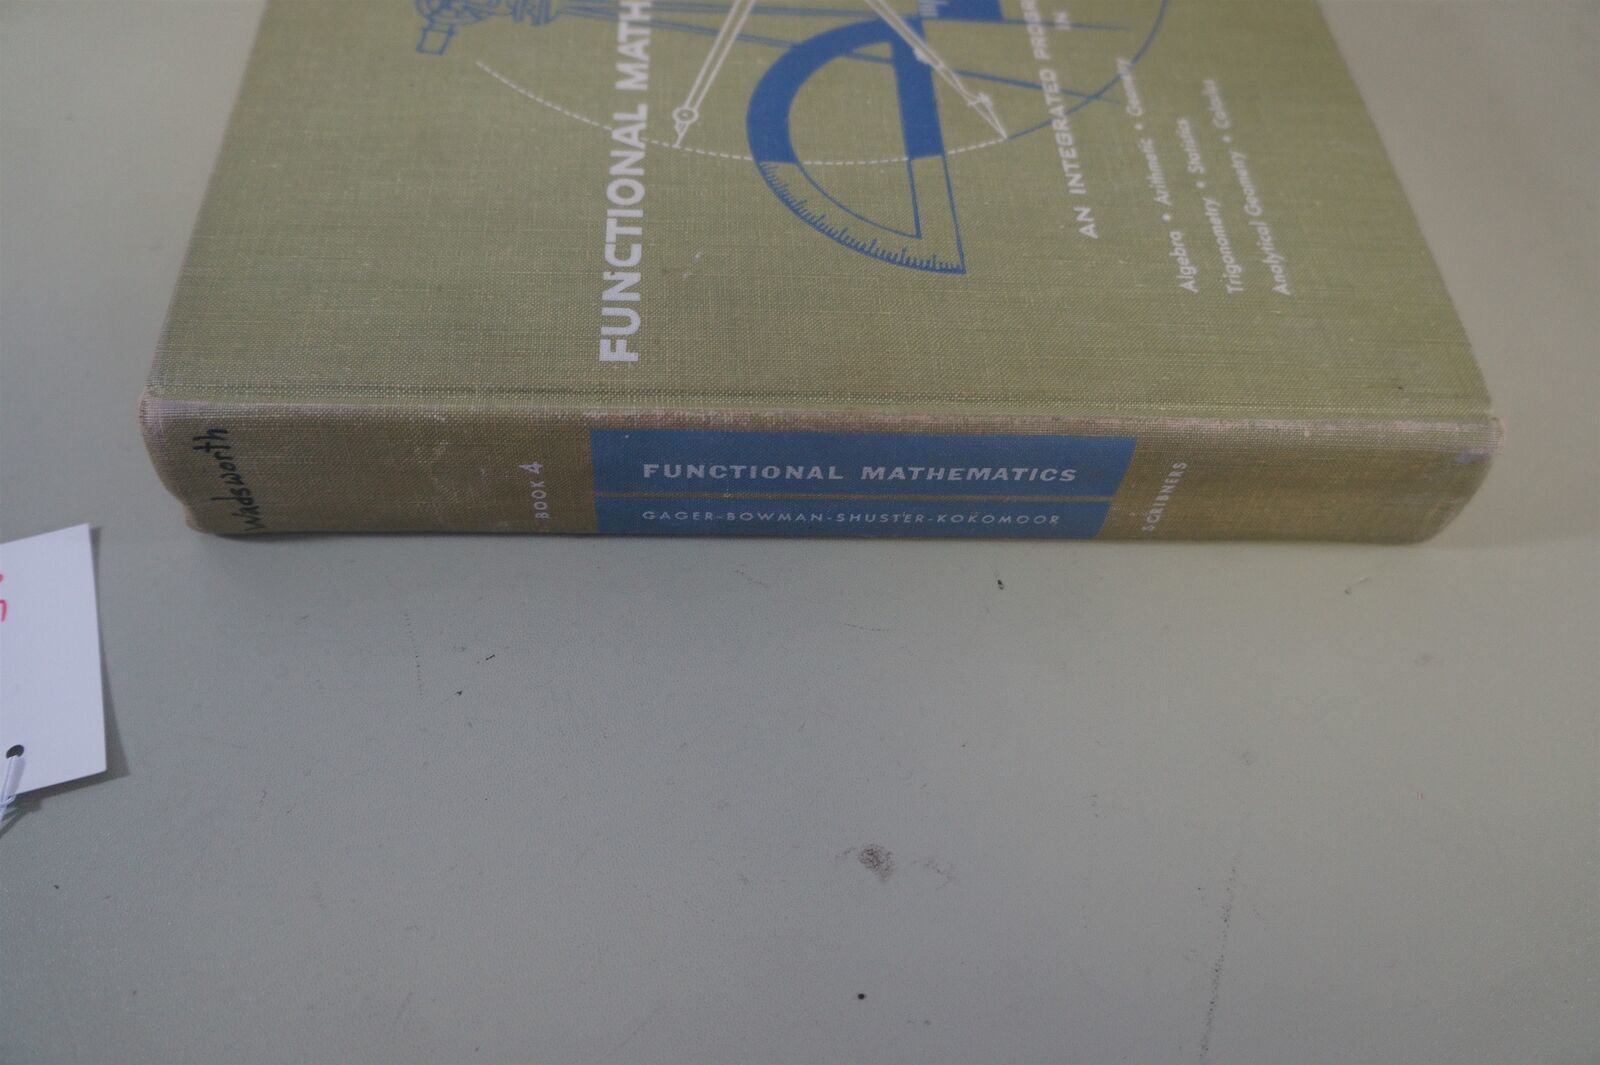 FUNCTIONAL MATH
AN INTEGRATED PROGR
IN
Algebra • Arithmetic • Geometry
Trigonometry • Statistics
Analytical Geometry • Calculus
Wadsworth
BOOK 4
FUNCTIONAL MATHEMATICS
GAGER-BOWMAN-SHUSTER-KOKOMOOR
SCRIBNERS